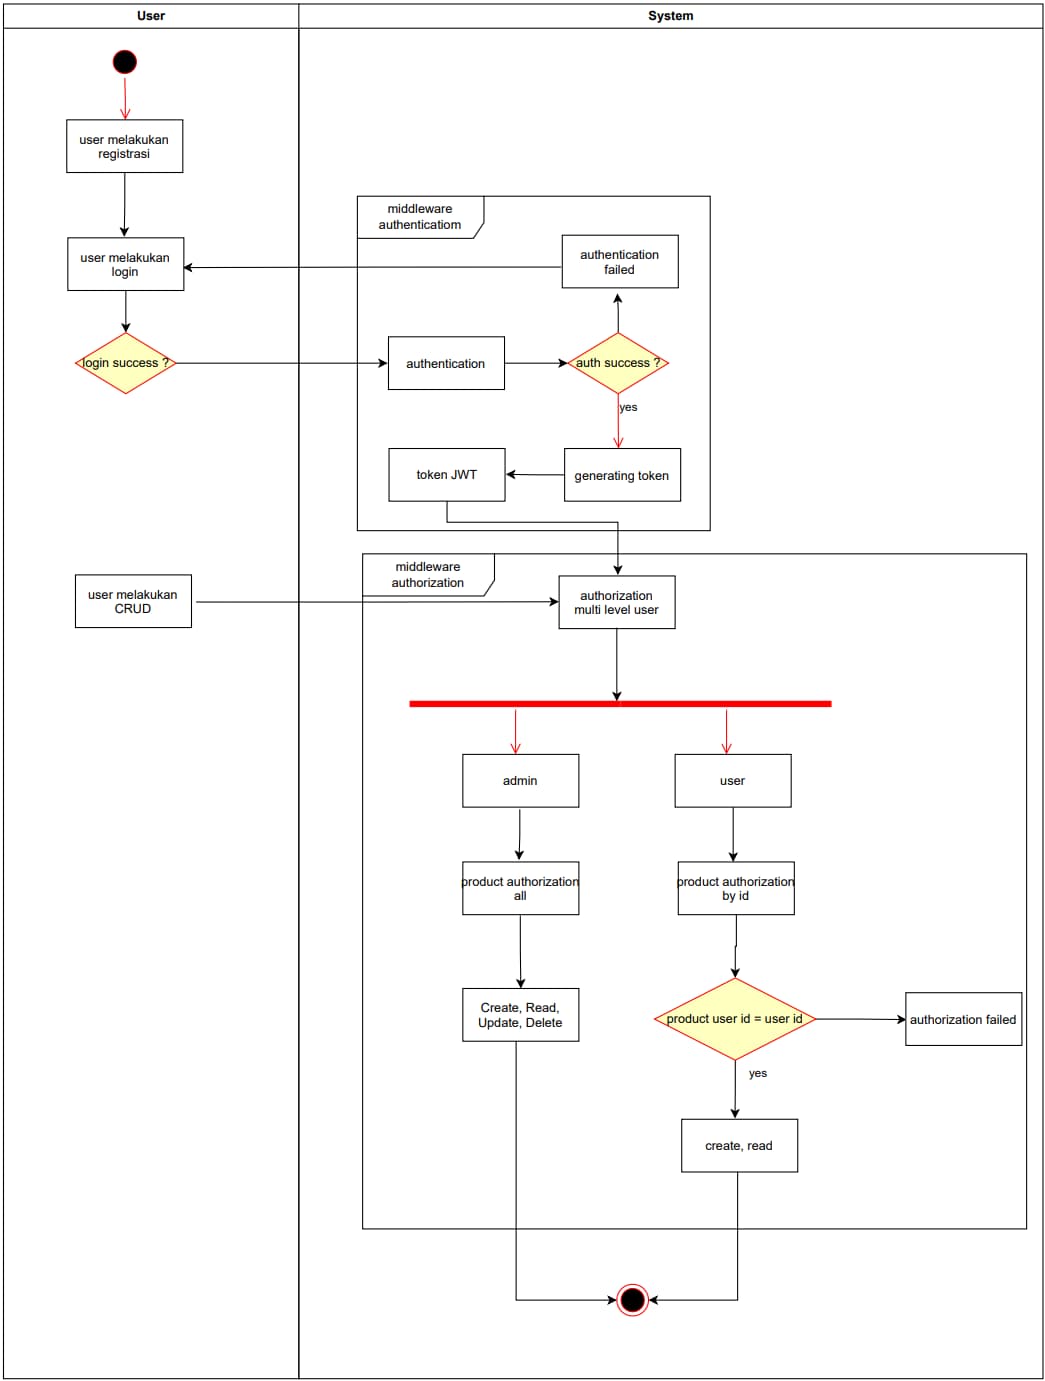 User
System
user melakukan
registrasi
middleware
authenticatiom
user melakukan
login
authentication
failed
login success ?
authentication
auth success ?
yes
token JWT
generating token
middleware
authorization
user melakukan
CRUD
authorization
multi level user
admin
user
product authorization
all
product authorization
by id
Create, Read,
Update, Delete
product user id = user id
authorization failed
yes
create, read